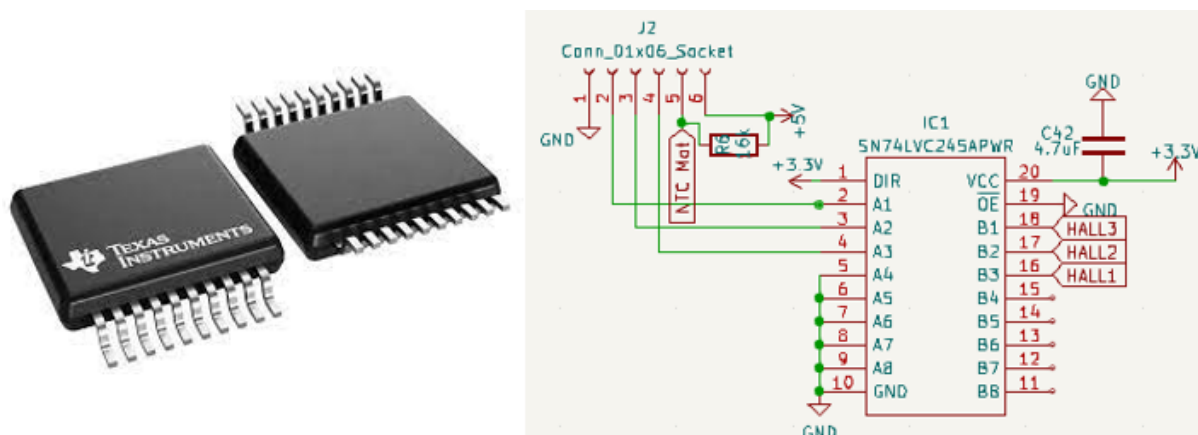 TEXAS
INSTRUMENTS
J2
Conn_01x06_Socket
1
2
3
4
5
6
GND
NTC Mat
R6
+5V
IC1
SN74LVC245APWR
GND
C42
4.7uF
+3.3V
+3.3V
1 DIR VCC 20
2 A1 OE 19
GND
3 A2 B1 18 HALL3
4 A3 B2 17 HALL2
5 A4 B3 16 HALL1
6 A5 B4 15
7 A6 B5 14
8 A7 B6 13
9 A8 B7 12
10 GND B8 11
GND